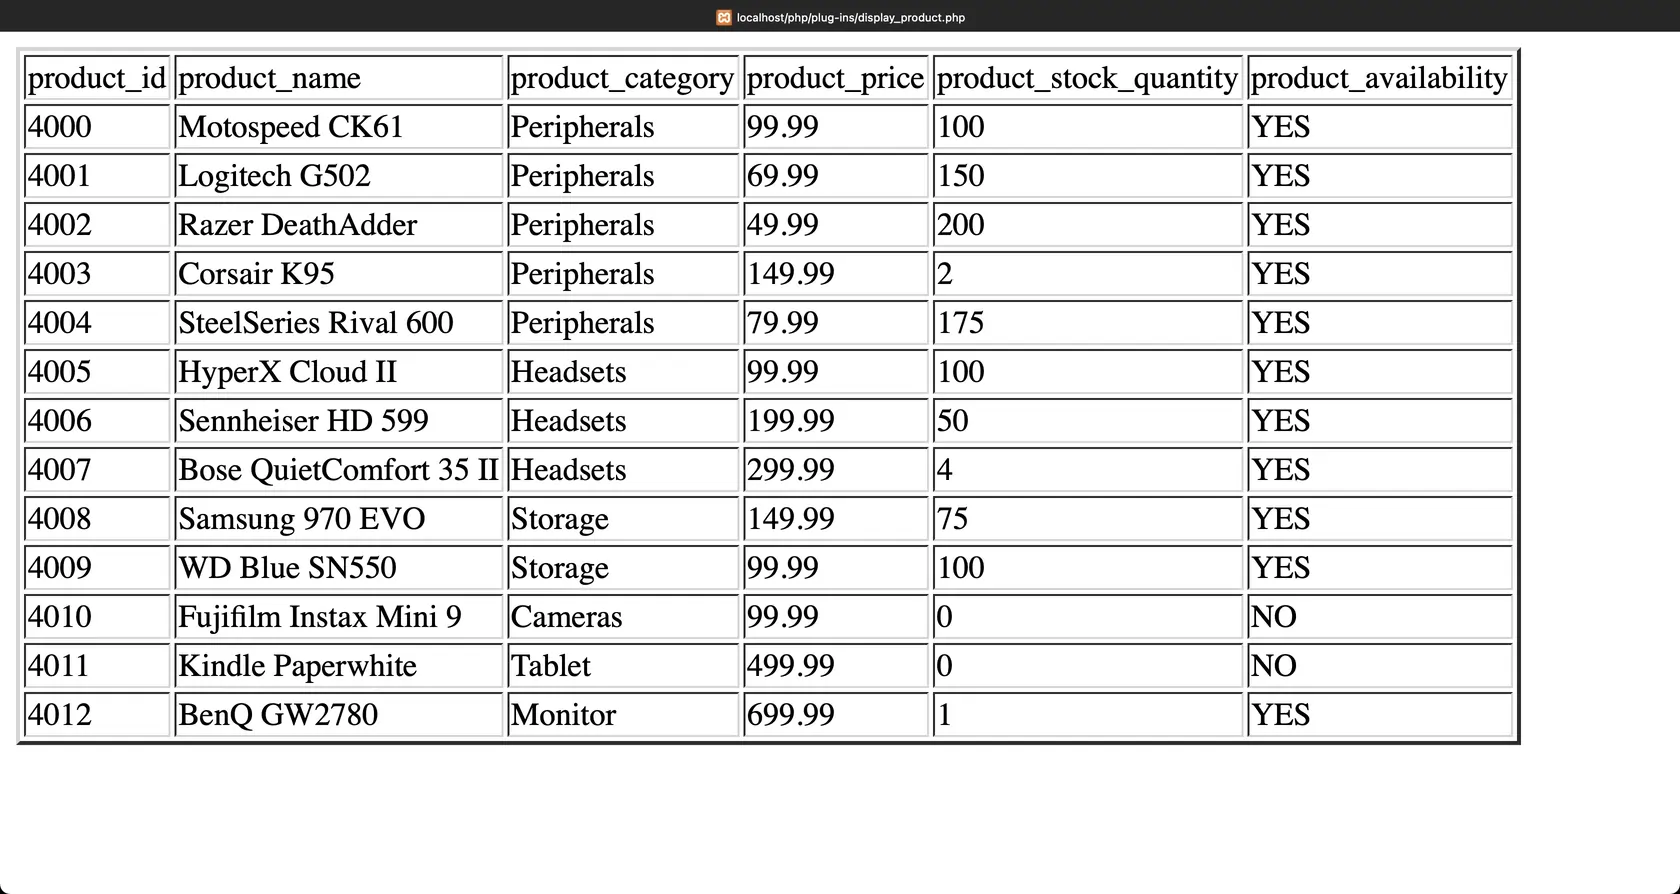 localhost/php/plug-ins/display_product.php
product_id product_name product_category product_price product_stock_quantity product_availability
4000 Motospeed CK61 Peripherals 99.99 100 YES
4001 Logitech G502 Peripherals 69.99 150 YES
4002 Razer DeathAdder Peripherals 49.99 200 YES
4003 Corsair K95 Peripherals 149.99 2 YES
4004 SteelSeries Rival 600 Peripherals 79.99 175 YES
4005 HyperX Cloud II Headsets 99.99 100 YES
4006 Sennheiser HD 599 Headsets 199.99 50 YES
4007 Bose QuietComfort 35 II Headsets 299.99 4 YES
4008 Samsung 970 EVO Storage 149.99 75 YES
4009 WD Blue SN550 Storage 99.99 100 YES
4010 Fujifilm Instax Mini 9 Cameras 99.99 0 NO
4011 Kindle Paperwhite Tablet 499.99 0 NO
4012 BenQ GW2780 Monitor 699.99 1 YES